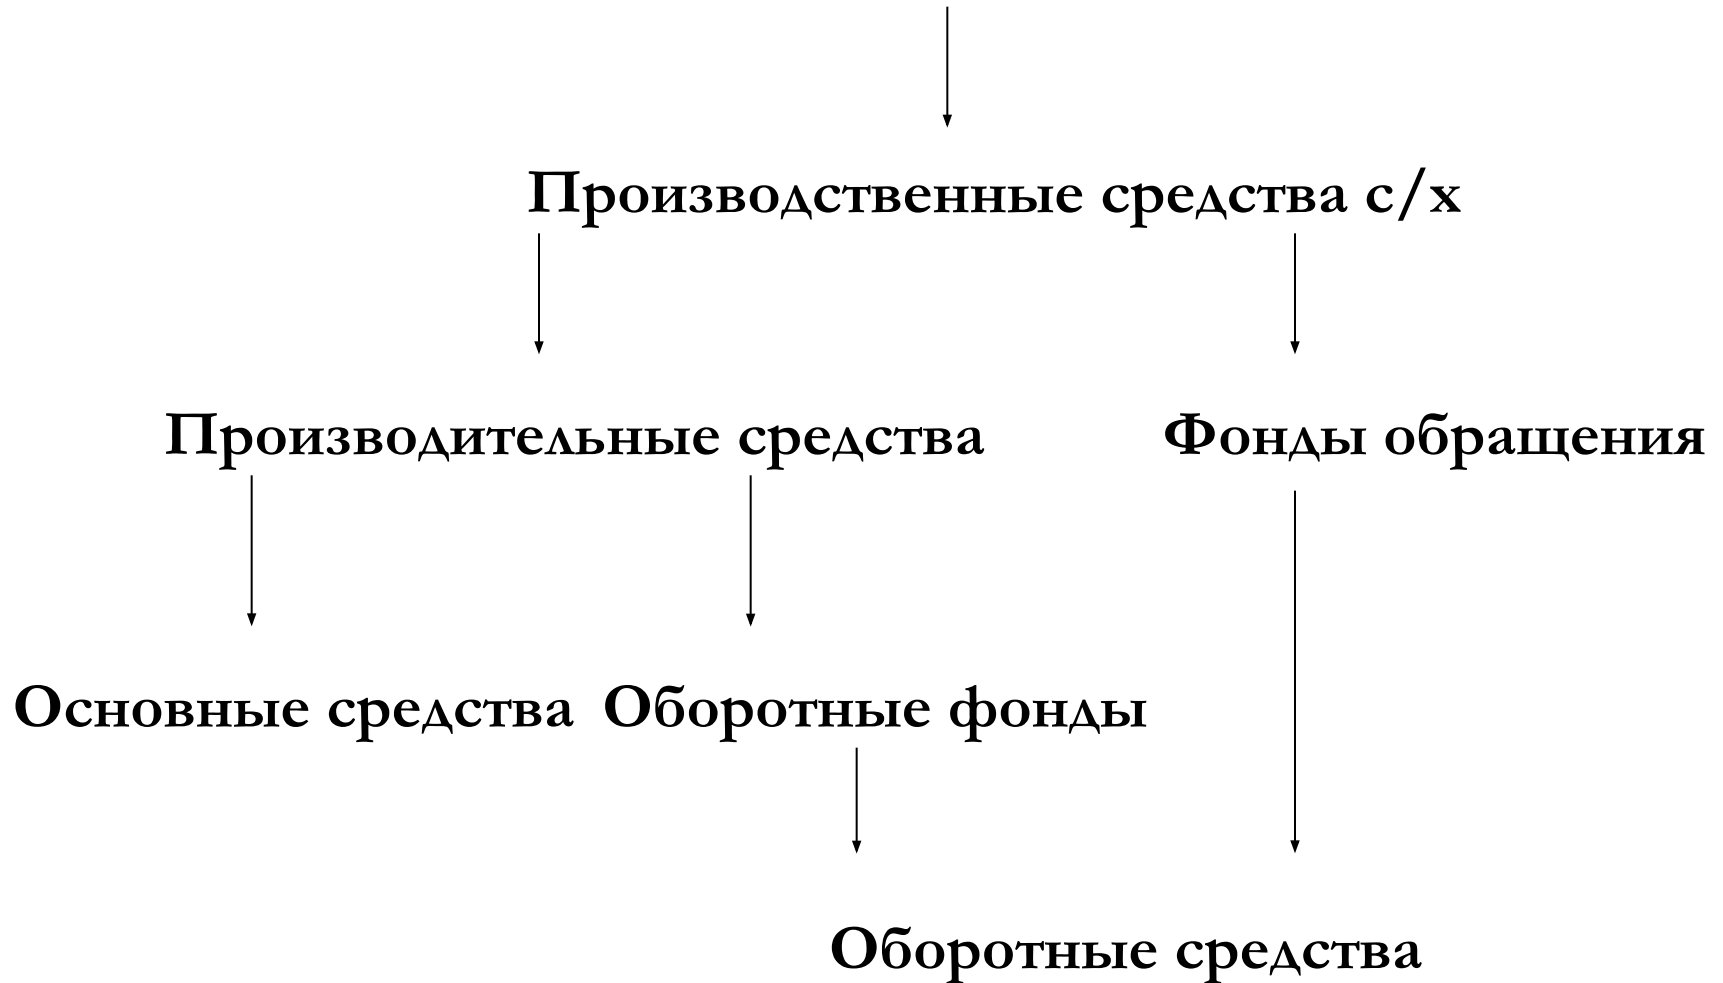 Производственные средства с/х
Производительные средства Фонды обращения
Основные средства Оборотные фонды
Оборотные средства